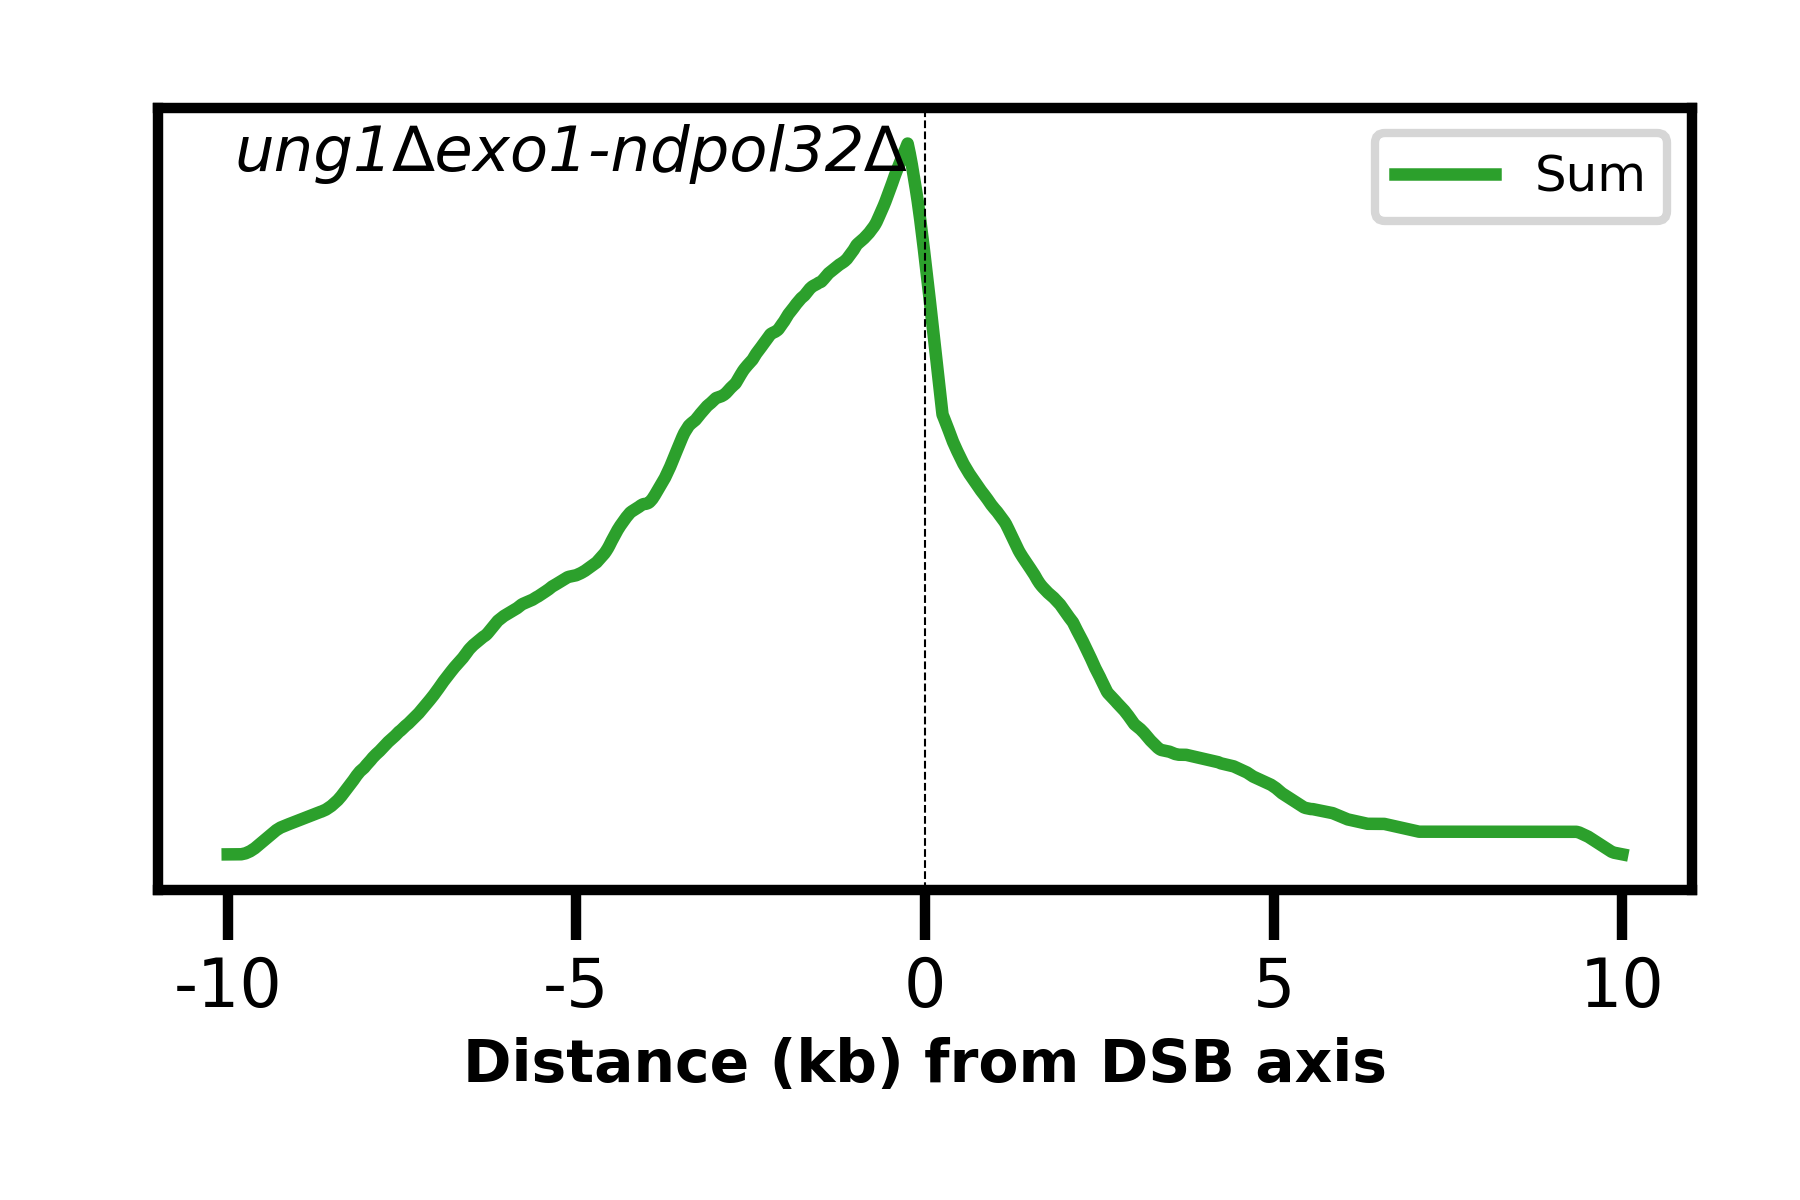 ung1Δexo1-ndpol32Δ
Sum
-10 -5 0 5 10
Distance (kb) from DSB axis